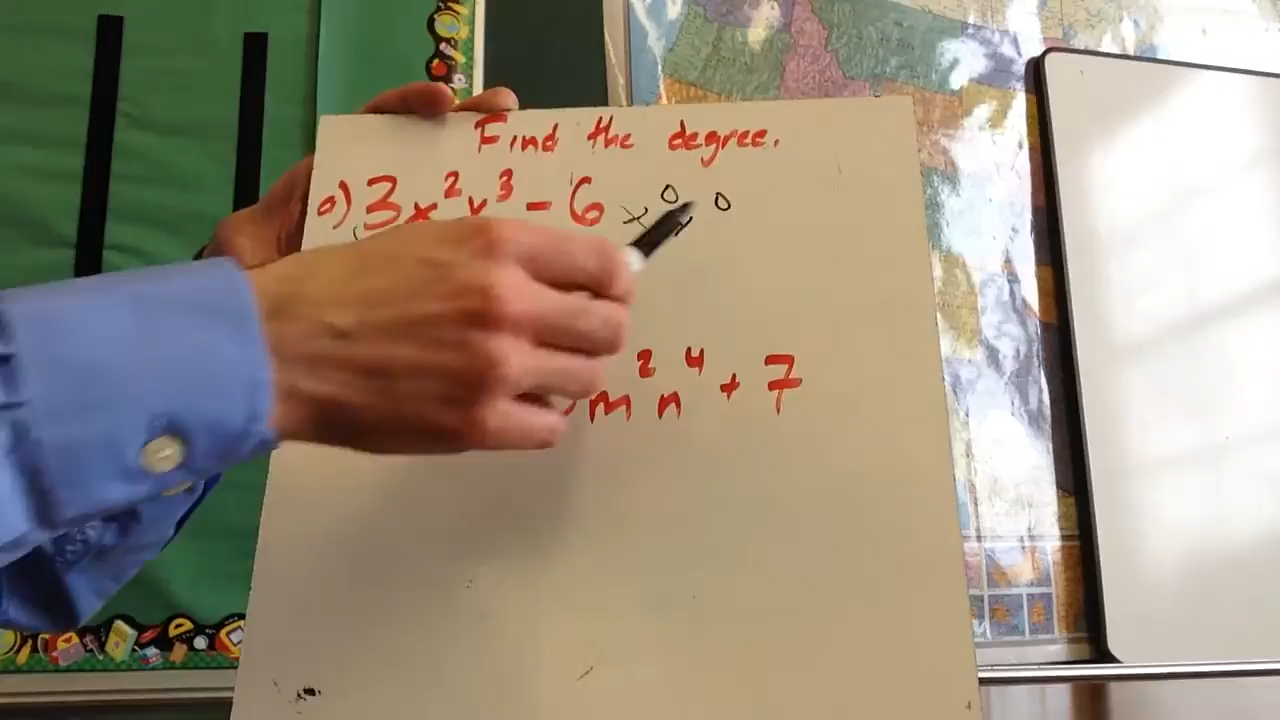 Find the degree.
a) 3x²y³ - 6 x⁰y⁰
m²n⁴ + 7